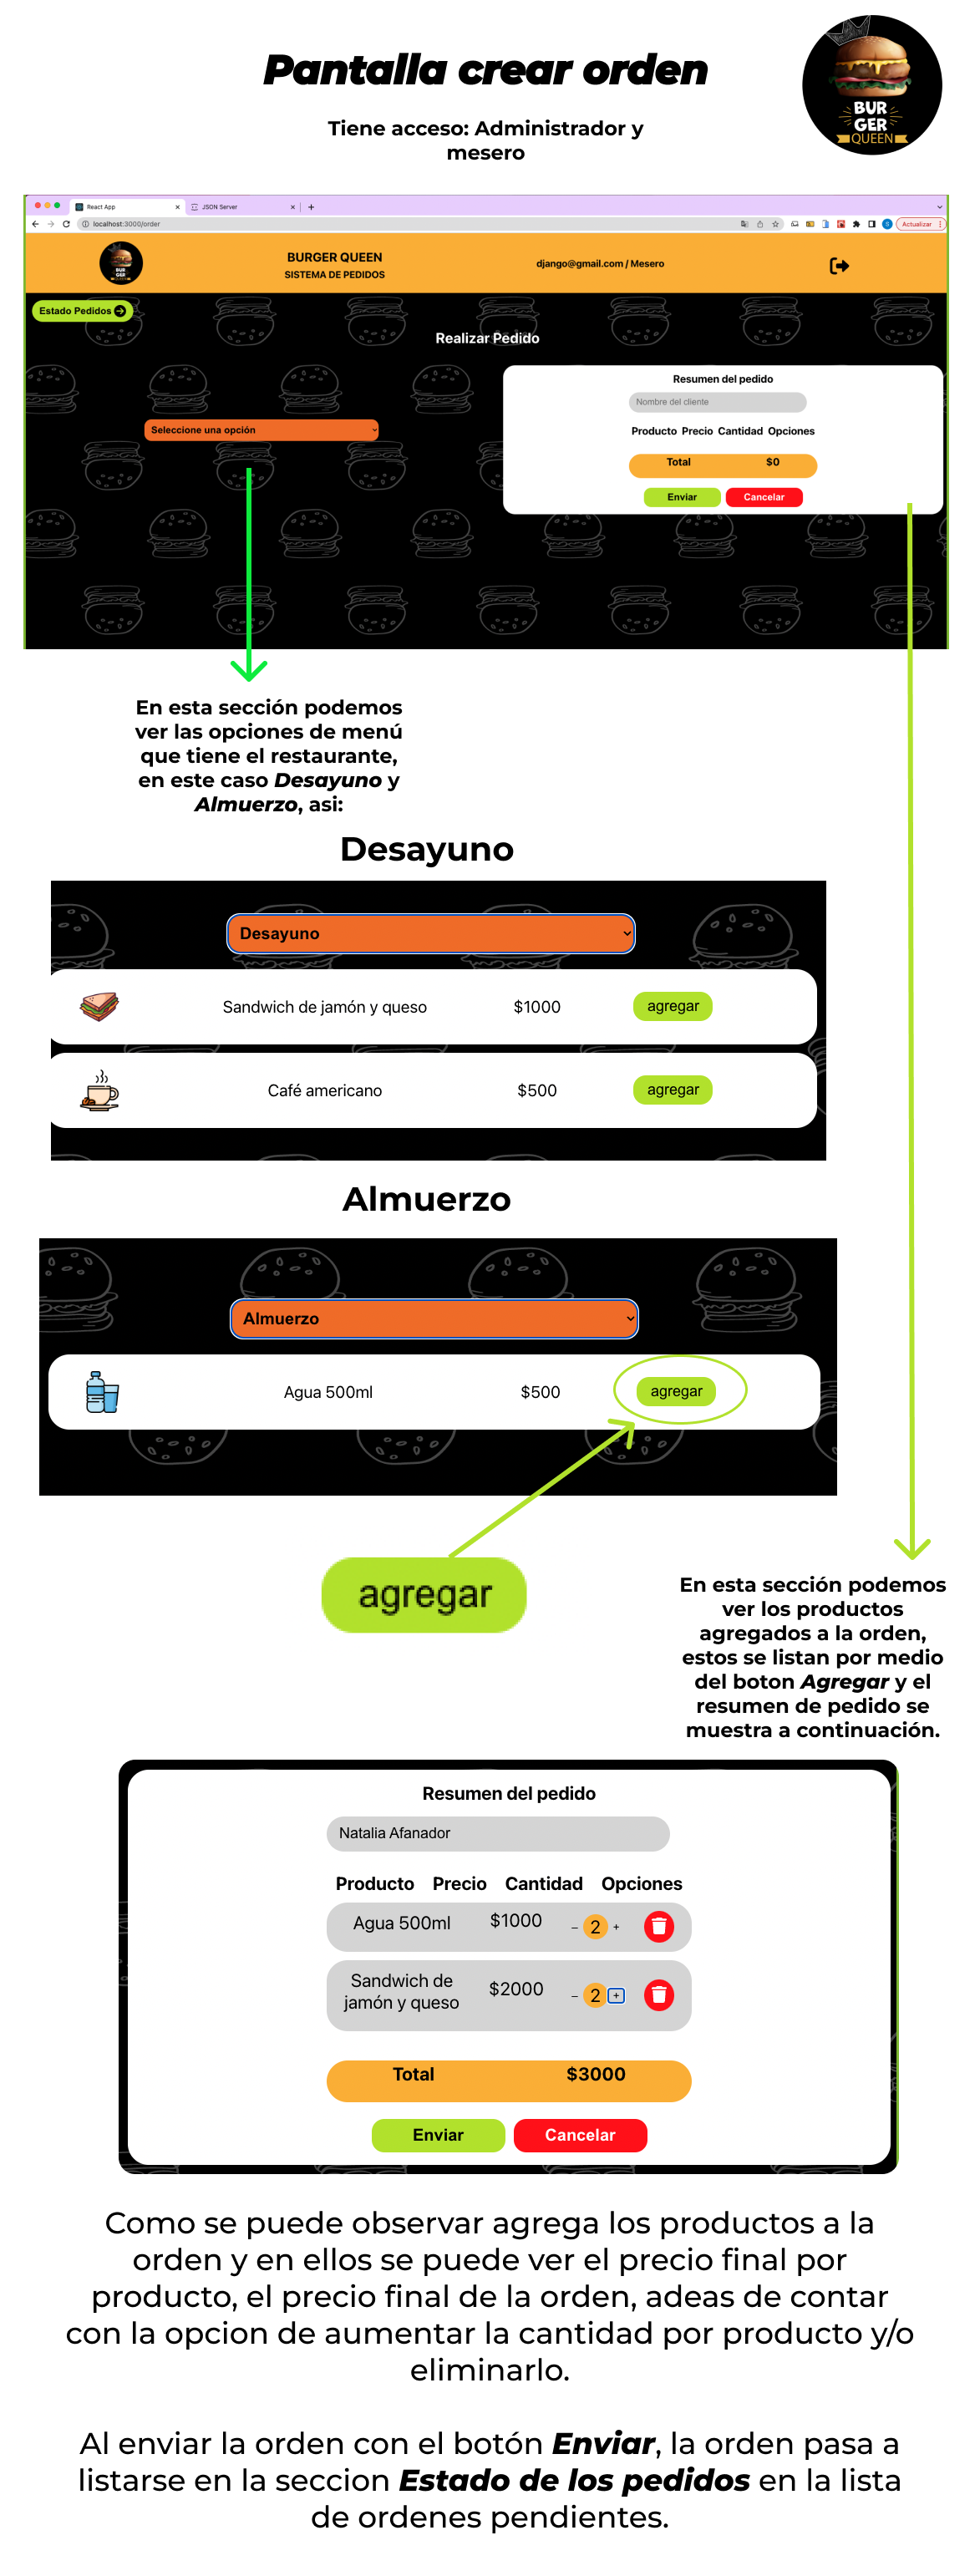 Pantalla crear orden
BUR
GER
QUEEN
Tiene acceso: Administrador y
mesero
React App
JSON Server
localhost:3000/order
Actualizar
S
BUR
GER
QUEEN
BURGER QUEEN
SISTEMA DE PEDIDOS
django@gmail.com / Mesero
Estado Pedidos
Realizar Pedido
Seleccione una opción
Resumen del pedido
Nombre del cliente
Producto Precio Cantidad Opciones
Total $0
Enviar Cancelar
En esta sección podemos
ver las opciones de menú
que tiene el restaurante,
en este caso Desayuno y
Almuerzo, asi:
Desayuno
Desayuno
Sandwich de jamón y queso $1000 agregar
Café americano $500 agregar
Almuerzo
Almuerzo
Agua 500ml $500 agregar
agregar
En esta sección podemos
ver los productos
agregados a la orden,
estos se listan por medio
del boton Agregar y el
resumen de pedido se
muestra a continuación.
Resumen del pedido
Natalia Afanador
Producto Precio Cantidad Opciones
Agua 500ml $1000 - 2 +
Sandwich de
jamón y queso $2000 - 2 +
Total $3000
Enviar Cancelar
Como se puede observar agrega los productos a la
orden y en ellos se puede ver el precio final por
producto, el precio final de la orden, adeas de contar
con la opcion de aumentar la cantidad por producto y/o
eliminarlo.
Al enviar la orden con el botón Enviar, la orden pasa a
listarse en la seccion Estado de los pedidos en la lista
de ordenes pendientes.